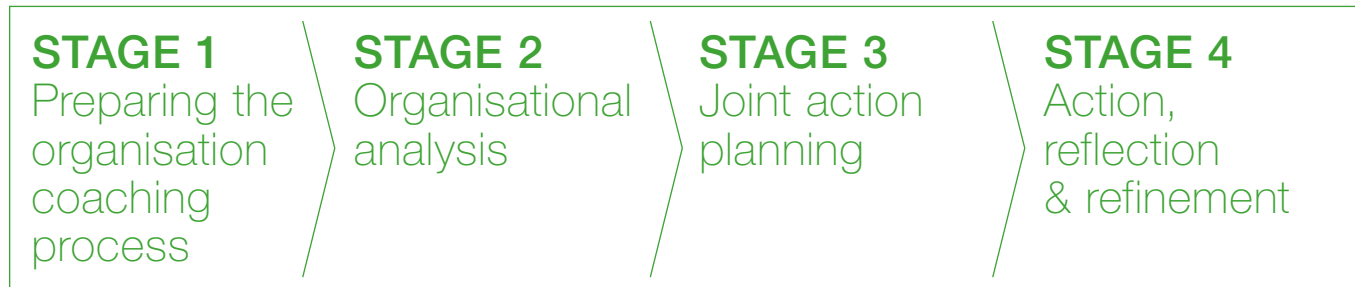 STAGE 1
Preparing the
organisation
coaching
process
STAGE 2
Organisational
analysis
STAGE 3
Joint action
planning
STAGE 4
Action,
reflection
& refinement